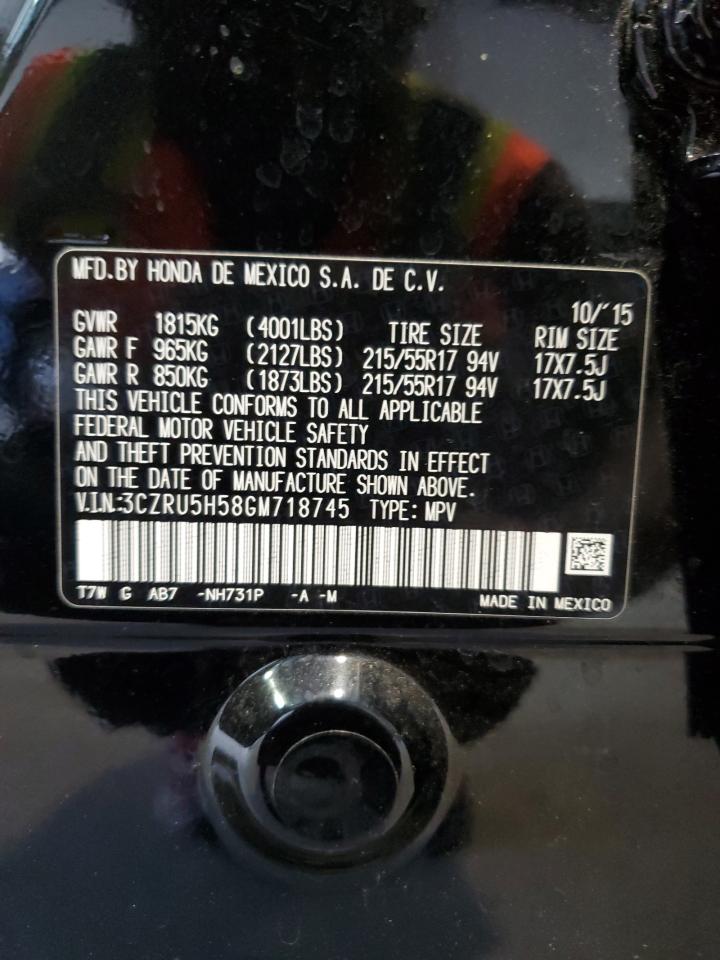 MFD.BY HONDA DE MEXICO S.A. DE C.V.
10/'15
GVWR 1815KG (4001LBS) TIRE SIZE RIM SIZE
GAWR F 965KG (2127LBS) 215/55R17 94V 17X7.5J
GAWR R 850KG (1873LBS) 215/55R17 94V 17X7.5J
THIS VEHICLE CONFORMS TO ALL APPLICABLE
FEDERAL MOTOR VEHICLE SAFETY
AND THEFT PREVENTION STANDARDS IN EFFECT
ON THE DATE OF MANUFACTURE SHOWN ABOVE.
V.I.N:3CZRU5H58GM718745 TYPE: MPV
T7W G AB7 -NH731P -A -M MADE IN MEXICO